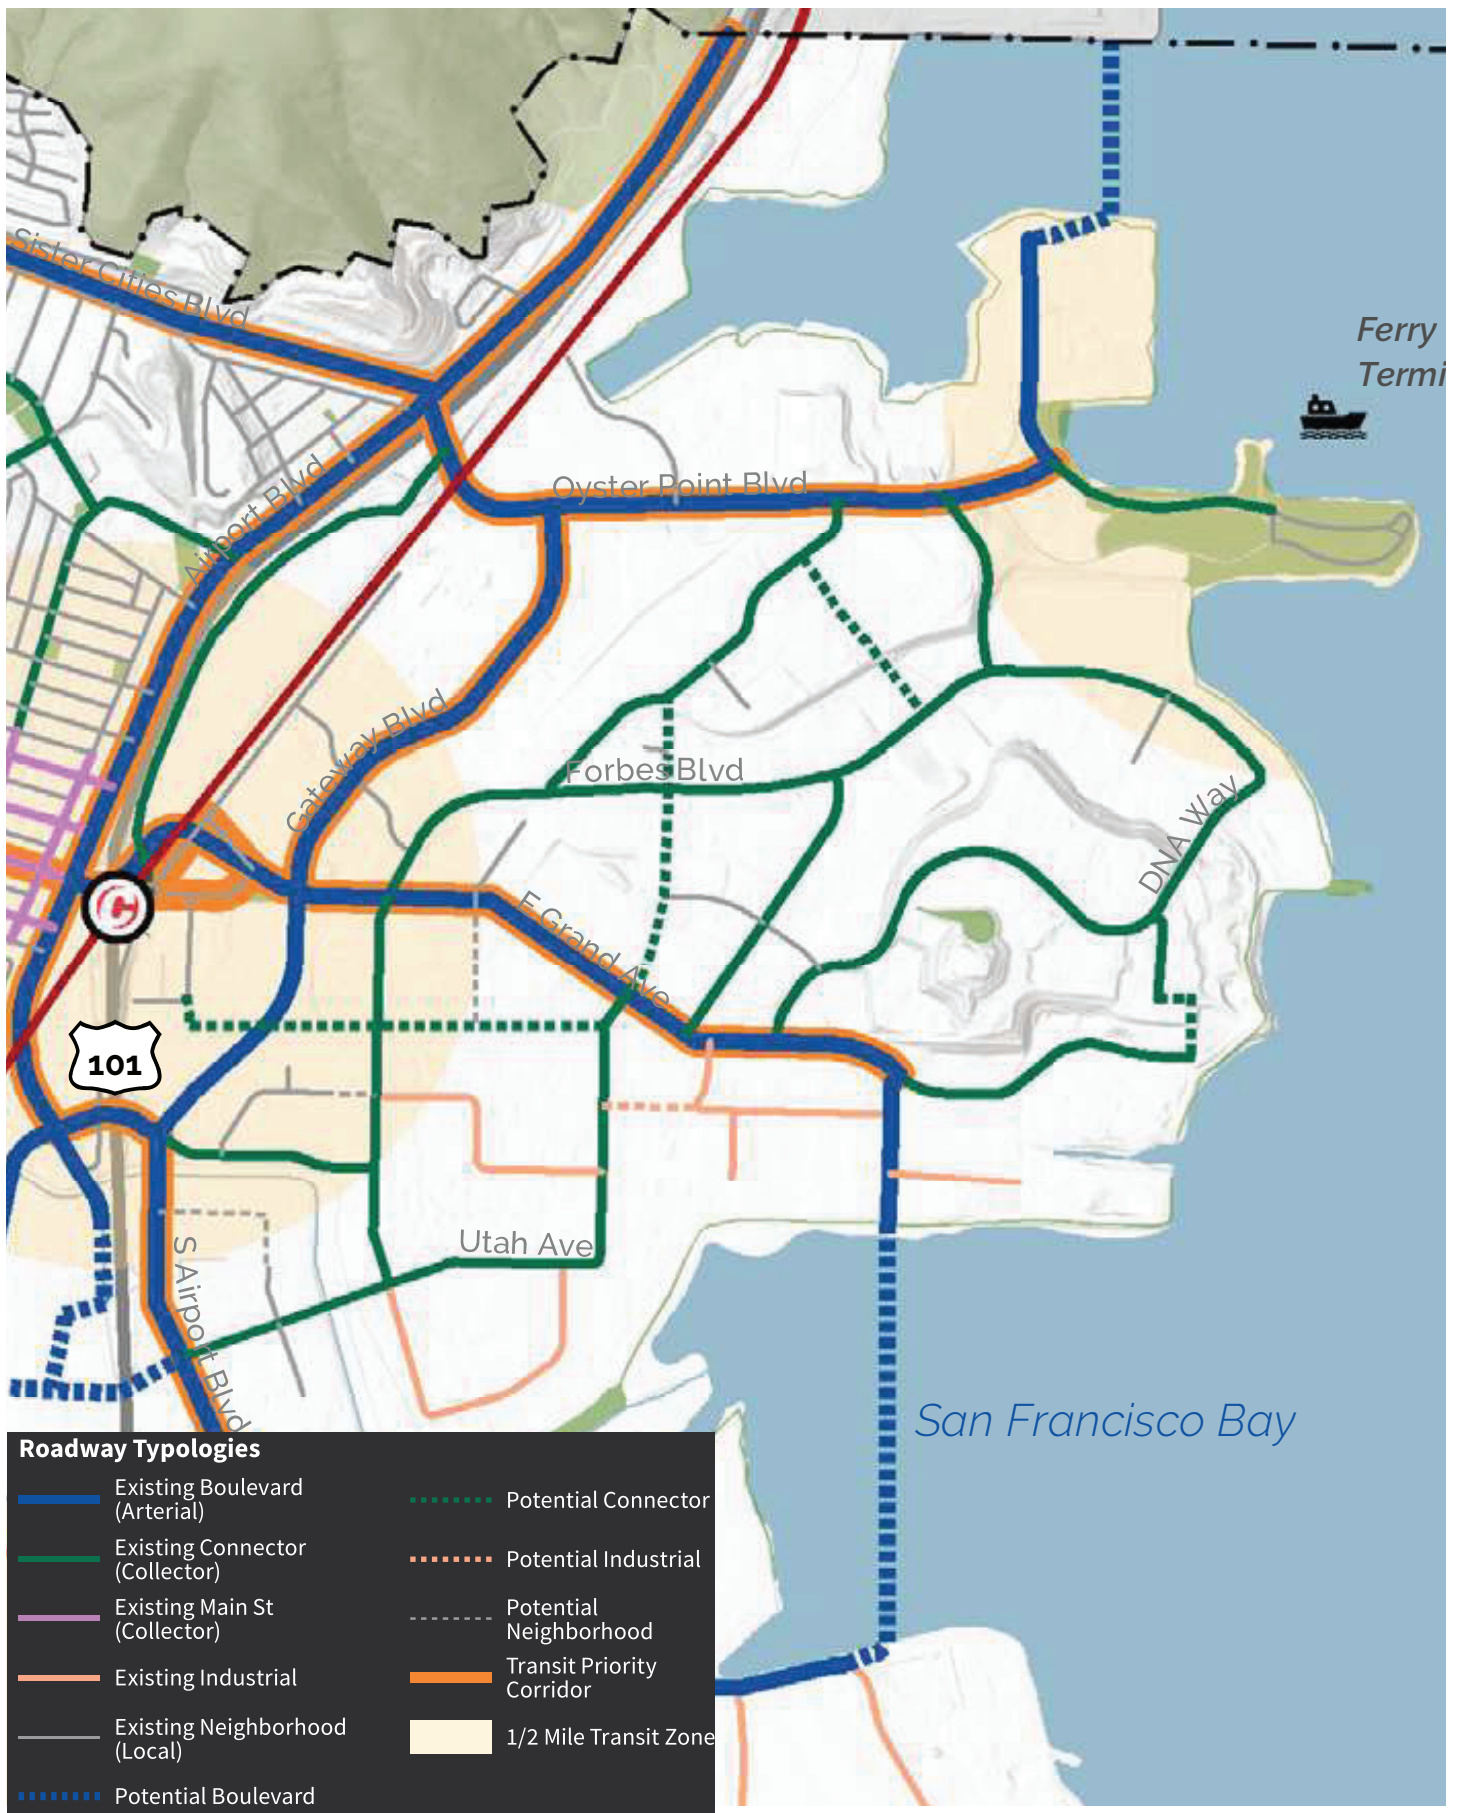 Sister Cities Blvd
Ferry
Termi
Airport Blvd
Oyster Point Blvd
Gateway Blvd
Forbes Blvd
DNA Way
E Grand Ave
C
101
Utah Ave
S Airport Blvd
San Francisco Bay
Roadway Typologies
Existing Boulevard
(Arterial)
Existing Connector
(Collector)
Existing Main St
(Collector)
Existing Industrial
Existing Neighborhood
(Local)
Potential Boulevard
Potential Connector
Potential Industrial
Potential
Neighborhood
Transit Priority
Corridor
1/2 Mile Transit Zone